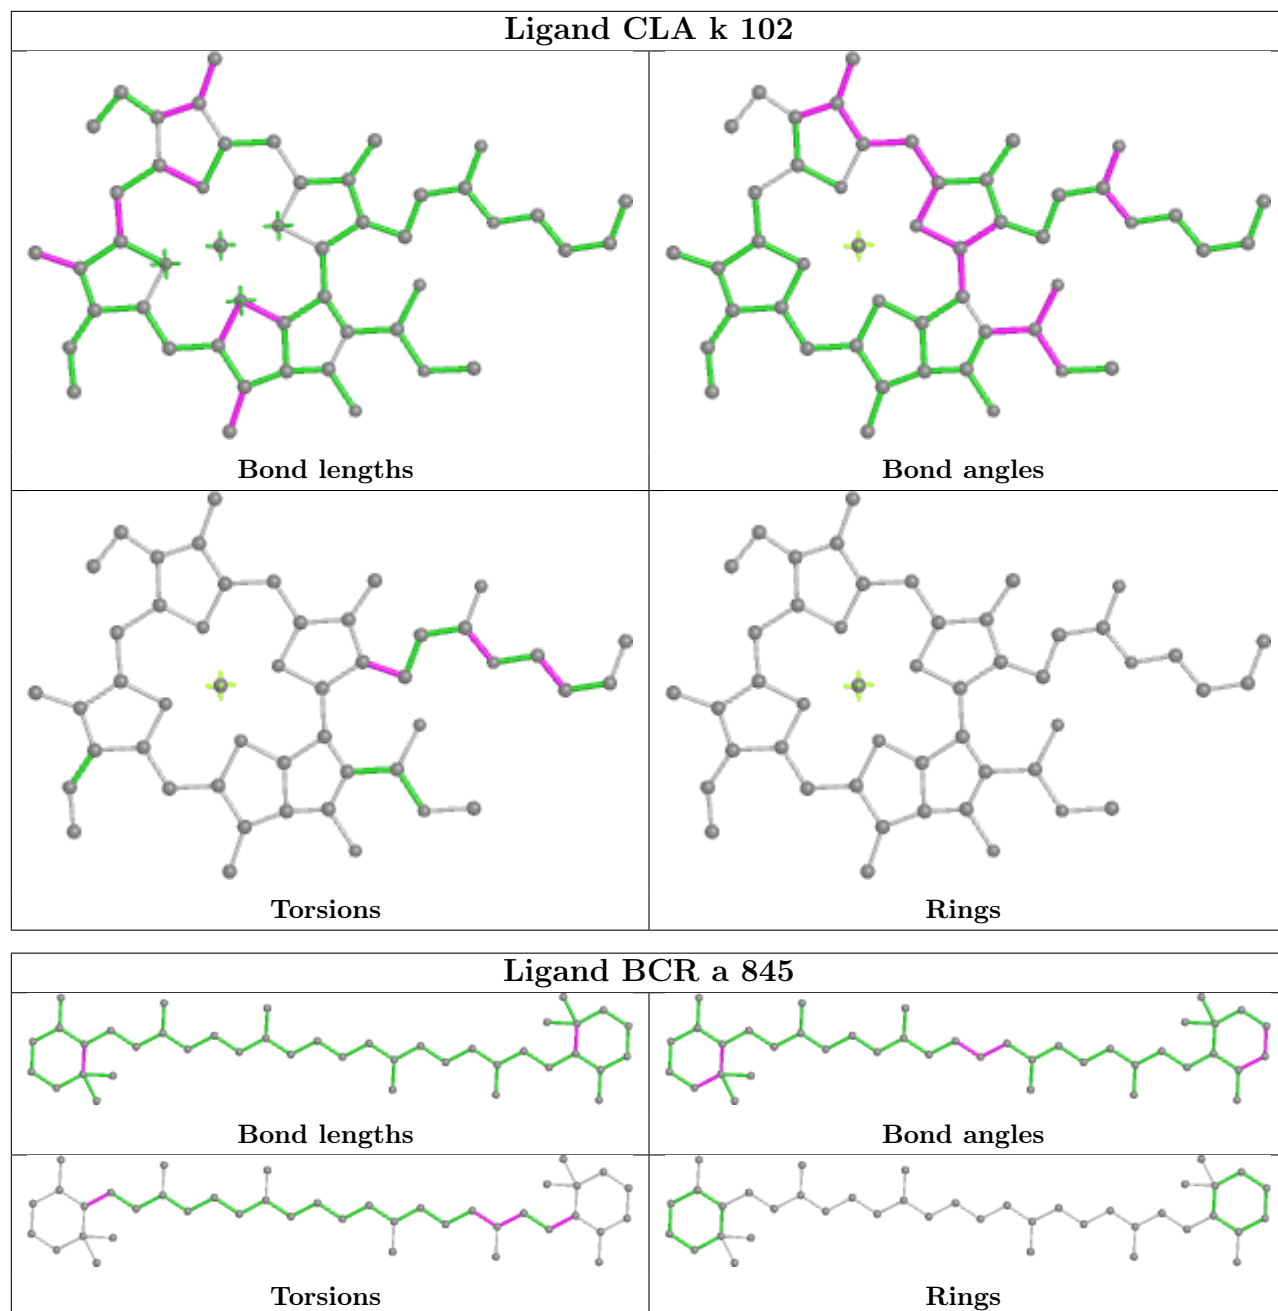 Ligand CLA k 102
Bond lengths
Bond angles
Torsions
Rings
Ligand BCR a 845
Bond lengths
Bond angles
Torsions
Rings